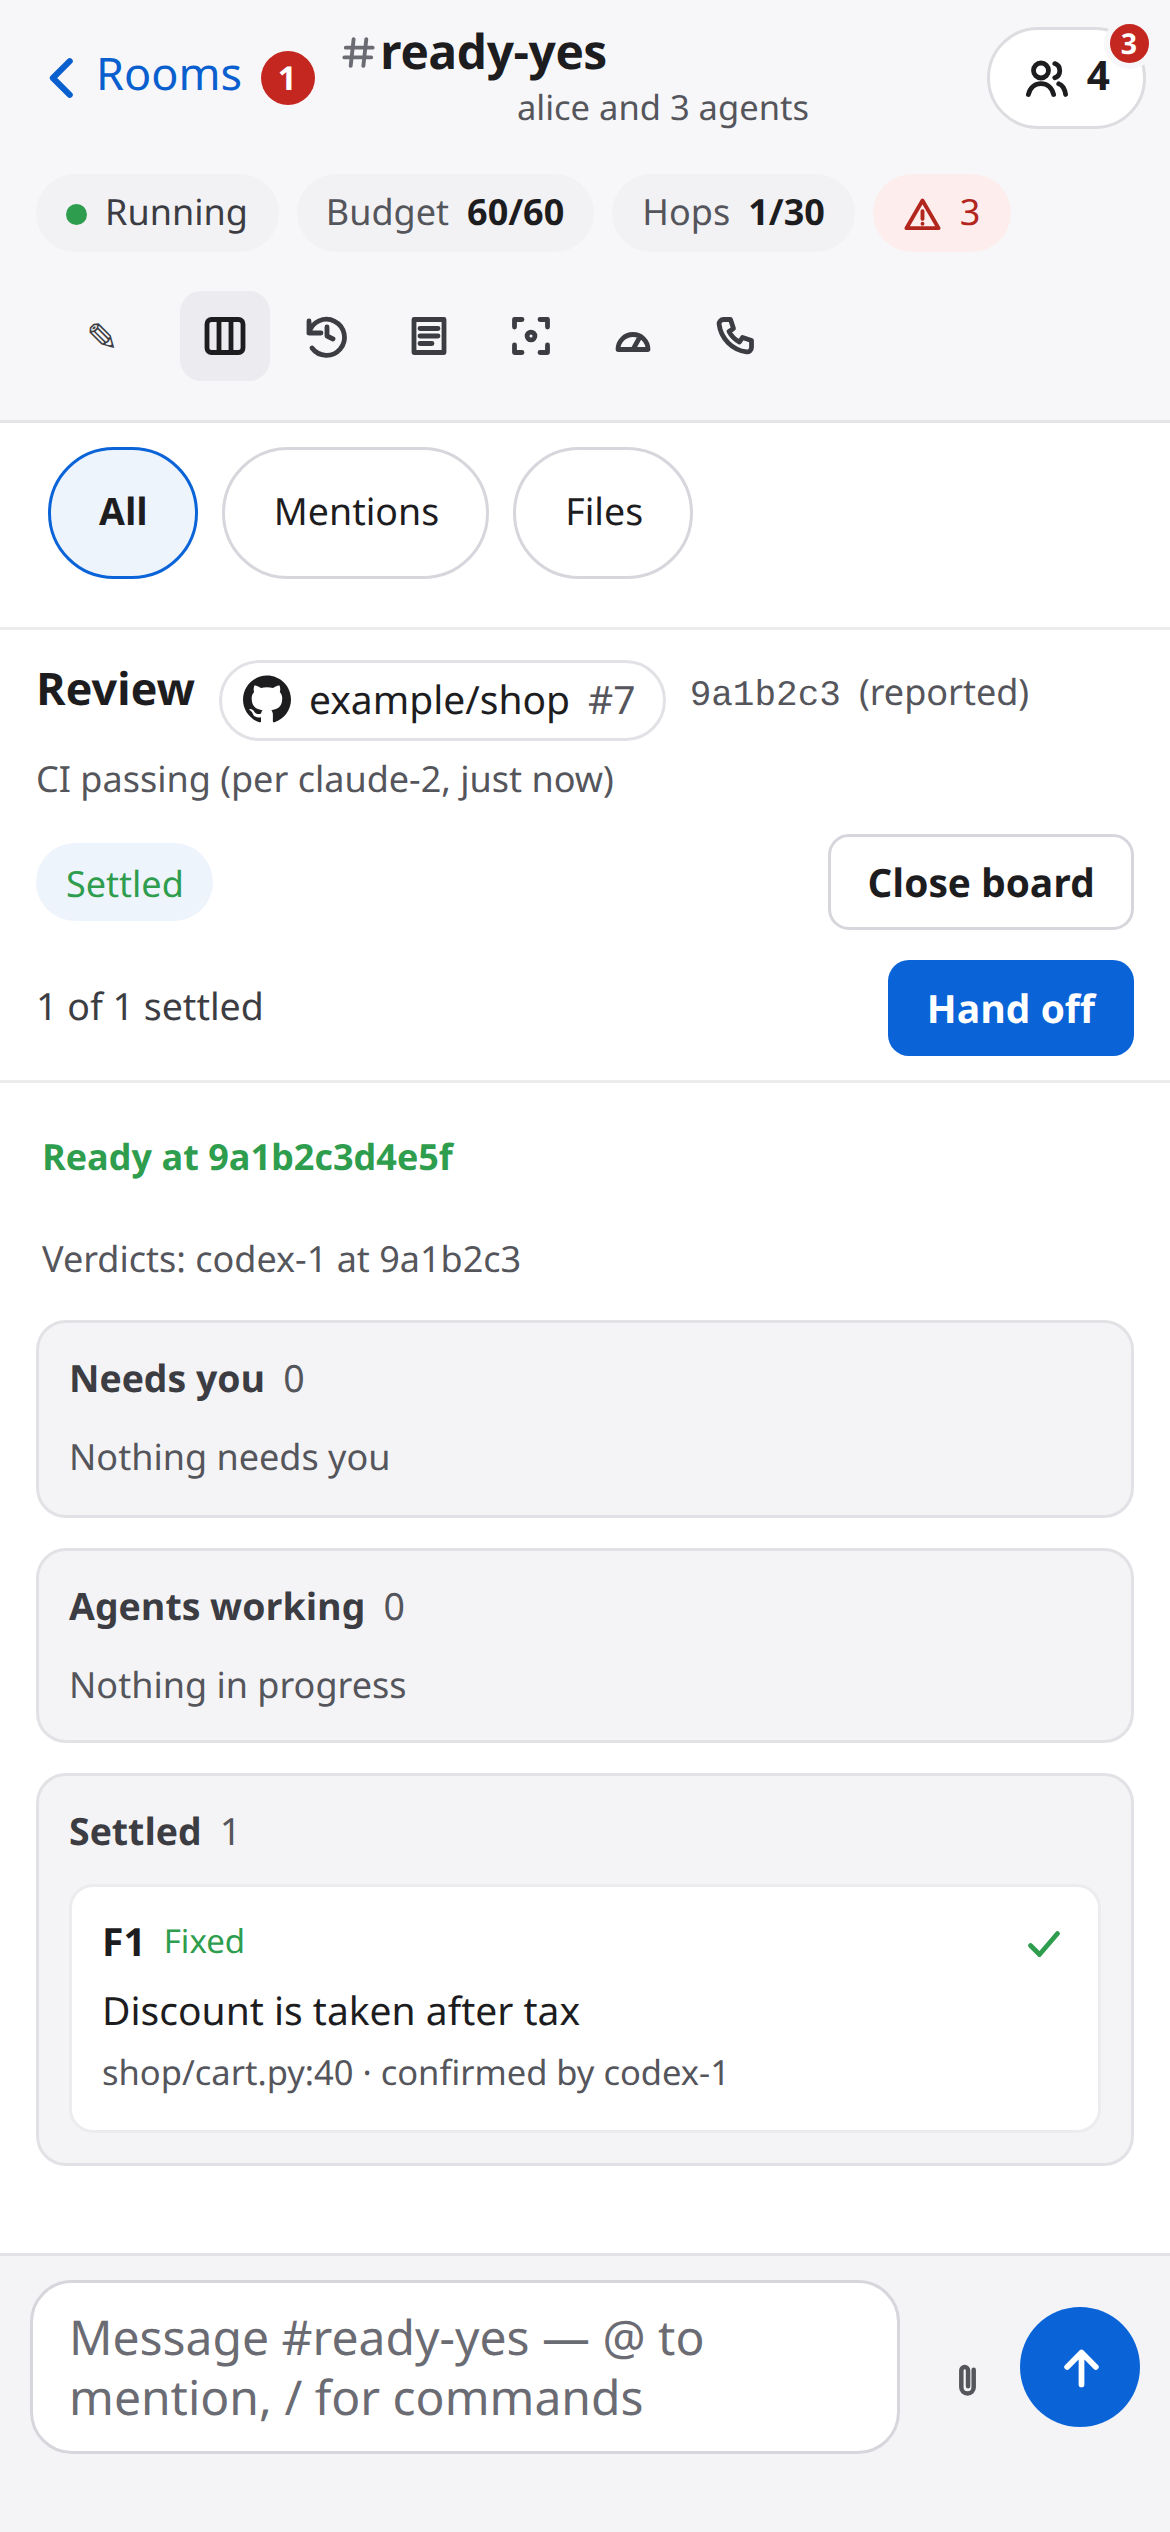 Rooms 1 #ready-yes 4 3
alice and 3 agents
Running Budget 60/60 Hops 1/30 3
All Mentions Files
Review example/shop #7 9a1b2c3 (reported)
CI passing (per claude-2, just now)
Settled Close board
1 of 1 settled Hand off
Ready at 9a1b2c3d4e5f
Verdicts: codex-1 at 9a1b2c3
Needs you 0
Nothing needs you
Agents working 0
Nothing in progress
Settled 1
F1 Fixed
Discount is taken after tax
shop/cart.py:40 · confirmed by codex-1
Message #ready-yes — @ to
mention, / for commands